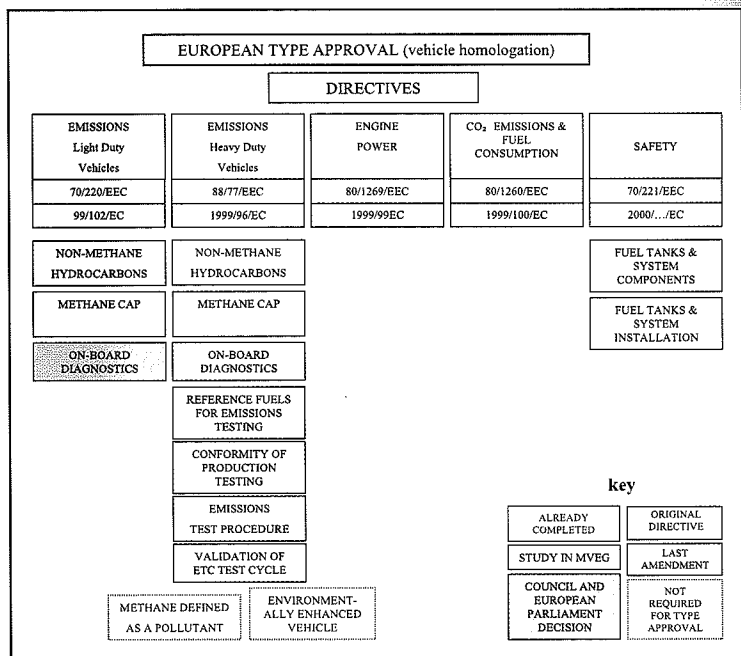 EUROPEAN TYPE APPROVAL (vehicle homologation)
DIRECTIVES
EMISSIONS
Light Duty
Vehicles
70/220/EEC
99/102/EC
EMISSIONS
Heavy Duty
Vehicles
88/77/EEC
1999/96/EC
ENGINE
POWER
80/1269/EEC
1999/99EC
CO₂ EMISSIONS &
FUEL
CONSUMPTION
80/1260/EEC
1999/100/EC
SAFETY
70/221/EEC
2000/.../EC
NON-METHANE
HYDROCARBONS
METHANE CAP
ON-BOARD
DIAGNOSTICS
NON-METHANE
HYDROCARBONS
METHANE CAP
ON-BOARD
DIAGNOSTICS
REFERENCE FUELS
FOR EMISSIONS
TESTING
CONFORMITY OF
PRODUCTION
TESTING
EMISSIONS
TEST PROCEDURE
VALIDATION OF
ETC TEST CYCLE
FUEL TANKS &
SYSTEM
COMPONENTS
FUEL TANKS &
SYSTEM
INSTALLATION
METHANE DEFINED
AS A POLLUTANT
ENVIRONMENT-
ALLY ENHANCED
VEHICLE
key
ALREADY
COMPLETED
ORIGINAL
DIRECTIVE
STUDY IN MVEG
LAST
AMENDMENT
COUNCIL AND
EUROPEAN
PARLIAMENT
DECISION
NOT
REQUIRED
FOR TYPE
APPROVAL